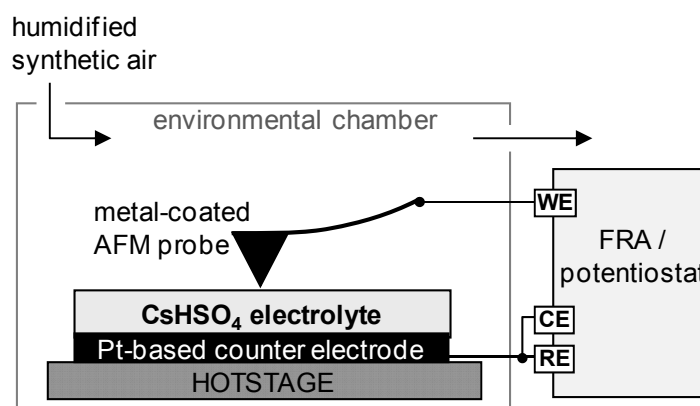 humidified
synthetic air
environmental chamber
metal-coated
AFM probe
WE
FRA /
potentiostat
CsHSO₄ electrolyte
CE
Pt-based counter electrode
RE
HOTSTAGE